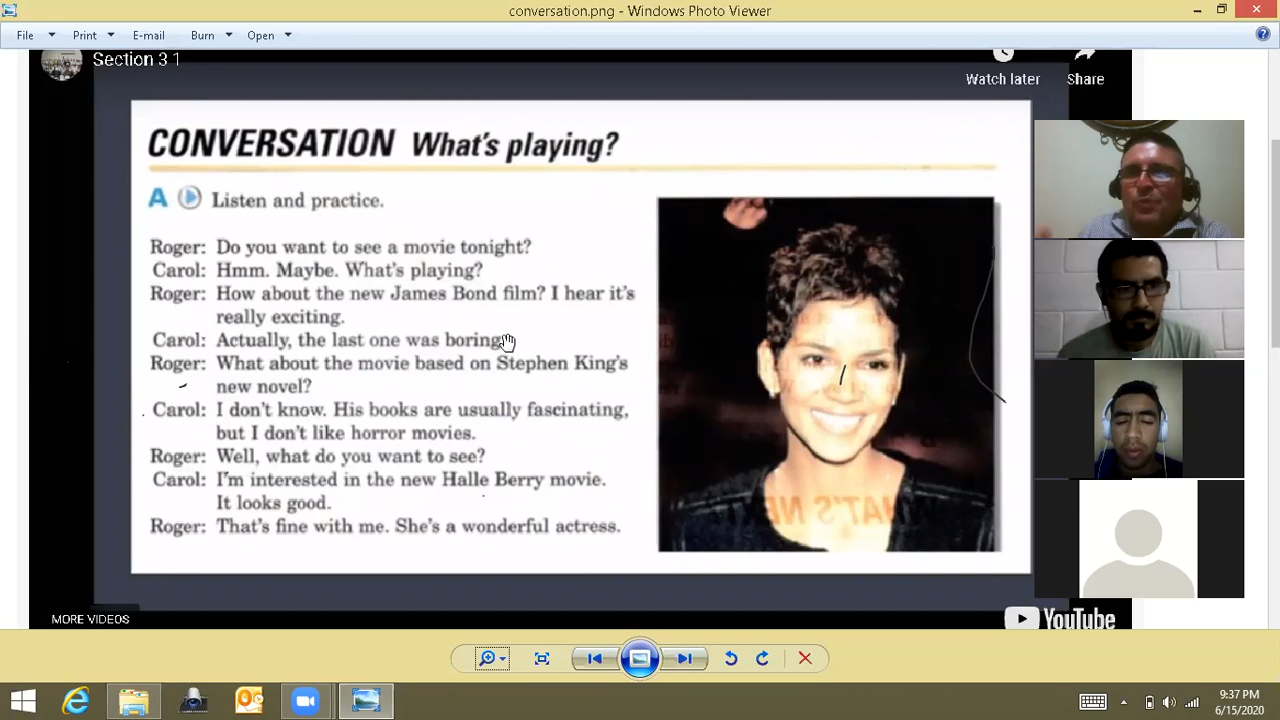 conversation.png - Windows Photo Viewer
File Print E-mail Burn Open
Section 3 1
Watch later Share
CONVERSATION What's playing?
A Listen and practice.
Roger: Do you want to see a movie tonight?
Carol: Hmm. Maybe. What's playing?
Roger: How about the new James Bond film? I hear it's
really exciting.
Carol: Actually, the last one was boring
Roger: What about the movie based on Stephen King's
new novel?
Carol: I don't know. His books are usually fascinating,
but I don't like horror movies.
Roger: Well, what do you want to see?
Carol: I'm interested in the new Halle Berry movie.
It looks good.
Roger: That's fine with me. She's a wonderful actress.
WHAT'S NEXT
MORE VIDEOS
YouTube
9:37 PM
6/15/2020